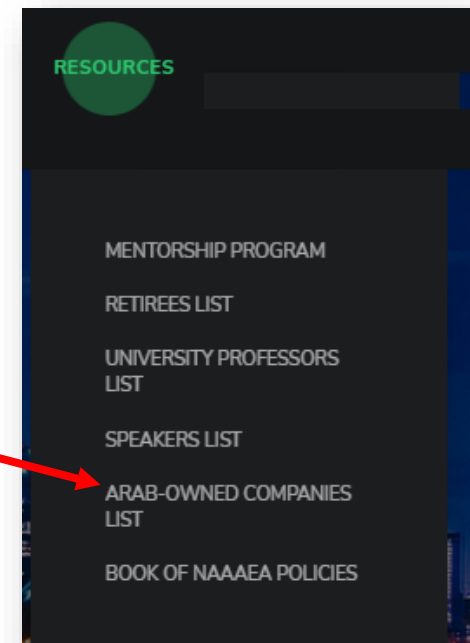 RESOURCES
MENTORSHIP PROGRAM
RETIREES LIST
UNIVERSITY PROFESSORS
LIST
SPEAKERS LIST
ARAB-OWNED COMPANIES
LIST
BOOK OF NAAAEA POLICIES